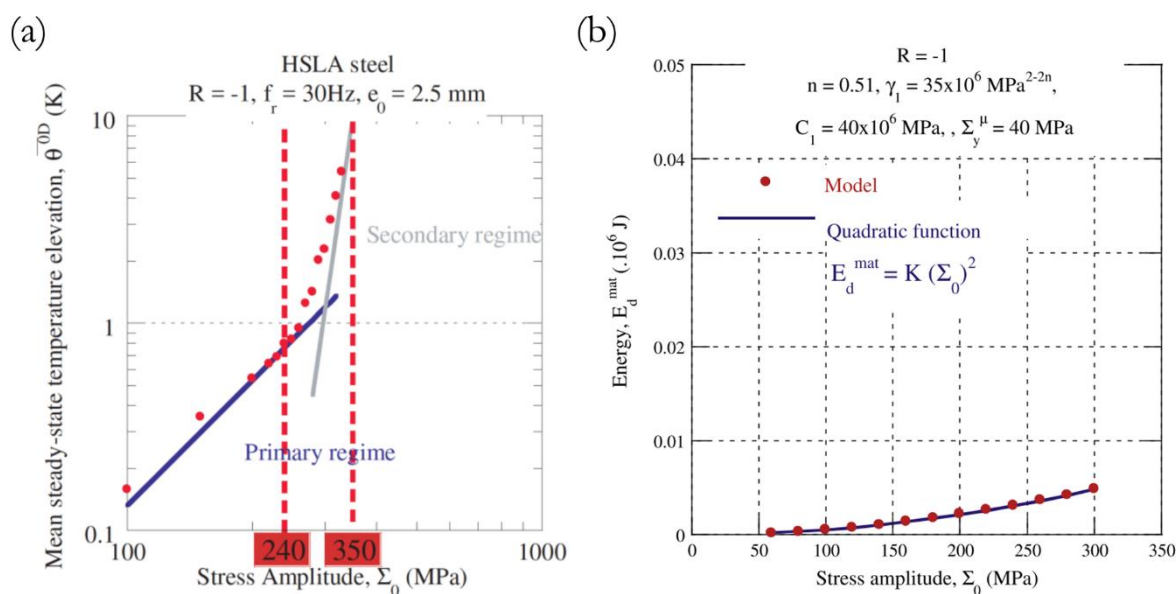 (a)
HSLA steel
R = -1, f_r = 30Hz, e_0 = 2.5 mm
Mean steady-state temperature elevation, θ̅^0D (K)
10
1
0.1
Secondary regime
Primary regime
100
240
350
1000
Stress Amplitude, Σ_0 (MPa)
(b)
R = -1
n = 0.51, γ_1 = 35x10^6 MPa^2-2n,
C_1 = 40x10^6 MPa, , Σ_y^μ = 40 MPa
Model
Quadratic function
E_d^mat = K (Σ_0)^2
Energy, E_d^mat (.10^6 J)
0.05
0.04
0.03
0.02
0.01
0
0 50 100 150 200 250 300 350
Stress amplitude, Σ_0 (MPa)